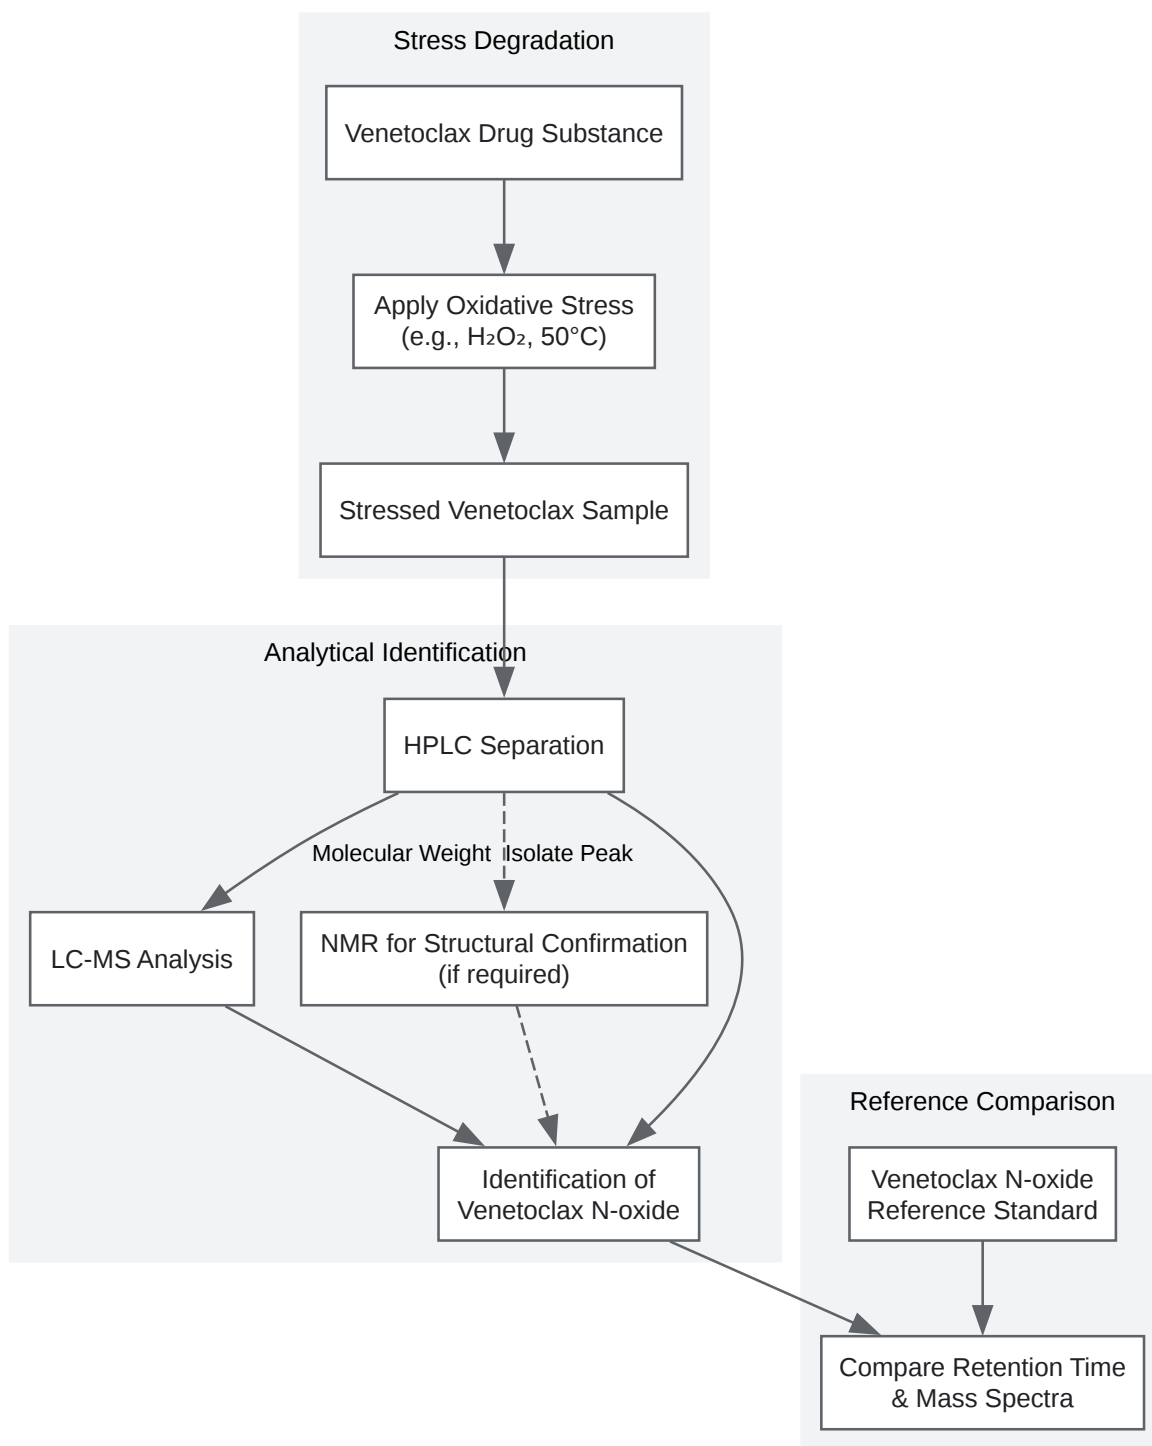 Stress Degradation
Venetoclax Drug Substance
Apply Oxidative Stress
(e.g., H₂O₂, 50°C)
Stressed Venetoclax Sample
Analytical Identification
HPLC Separation
Molecular Weight
Isolate Peak
LC-MS Analysis
NMR for Structural Confirmation
(if required)
Identification of
Venetoclax N-oxide
Reference Comparison
Venetoclax N-oxide
Reference Standard
Compare Retention Time
& Mass Spectra